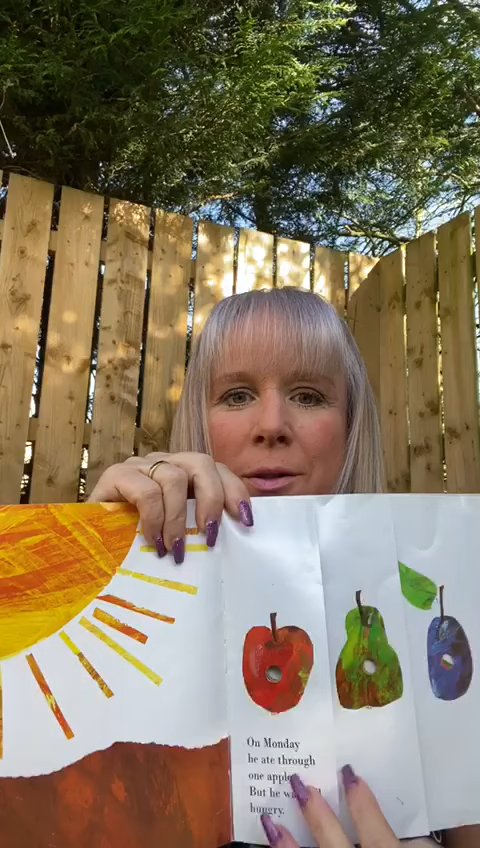 On Monday
he ate through
one apple
But he w
hungry.